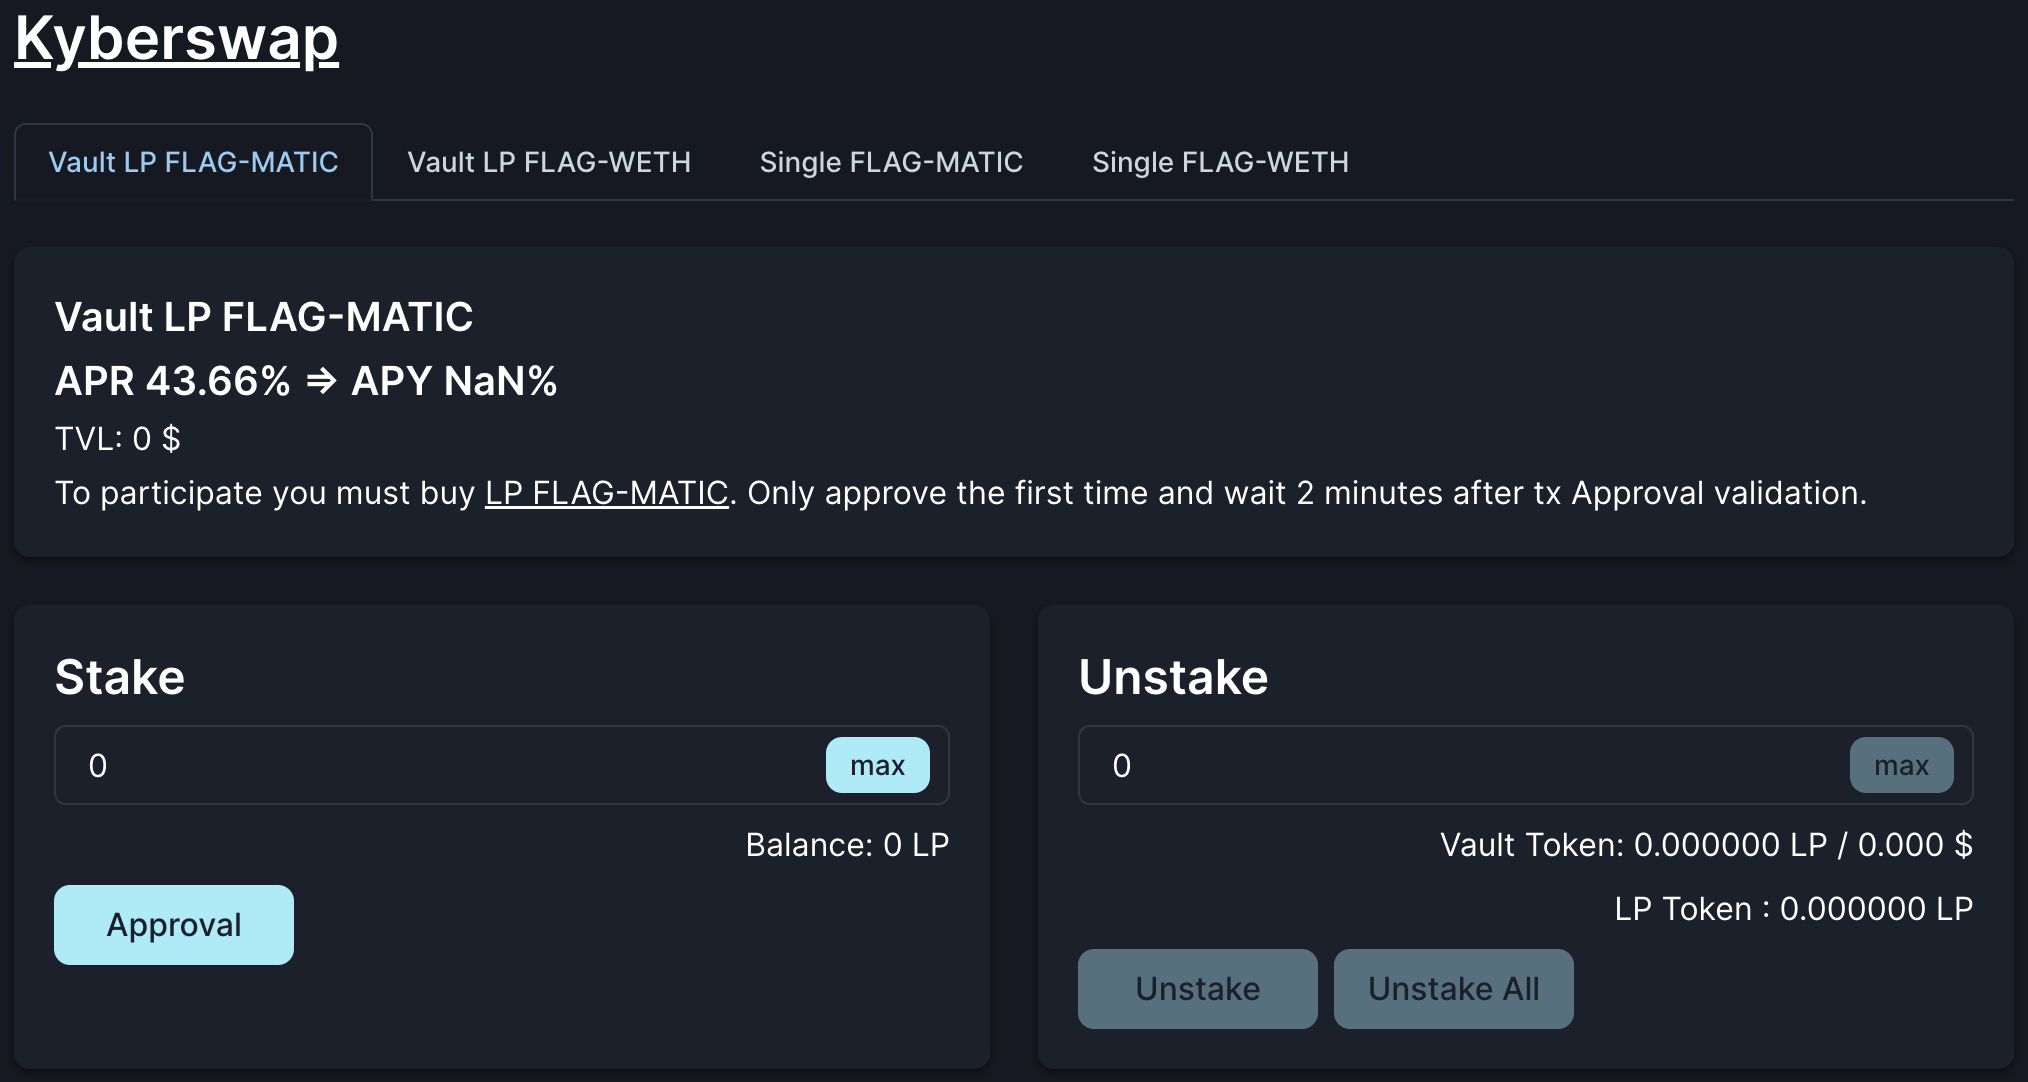 Kyberswap
Vault LP FLAG-MATIC Vault LP FLAG-WETH Single FLAG-MATIC Single FLAG-WETH
Vault LP FLAG-MATIC
APR 43.66% ⇒ APY NaN%
TVL: 0 $
To participate you must buy LP FLAG-MATIC. Only approve the first time and wait 2 minutes after tx Approval validation.
Stake
0 max
Balance: 0 LP
Approval
Unstake
0 max
Vault Token: 0.000000 LP / 0.000 $
LP Token : 0.000000 LP
Unstake Unstake All